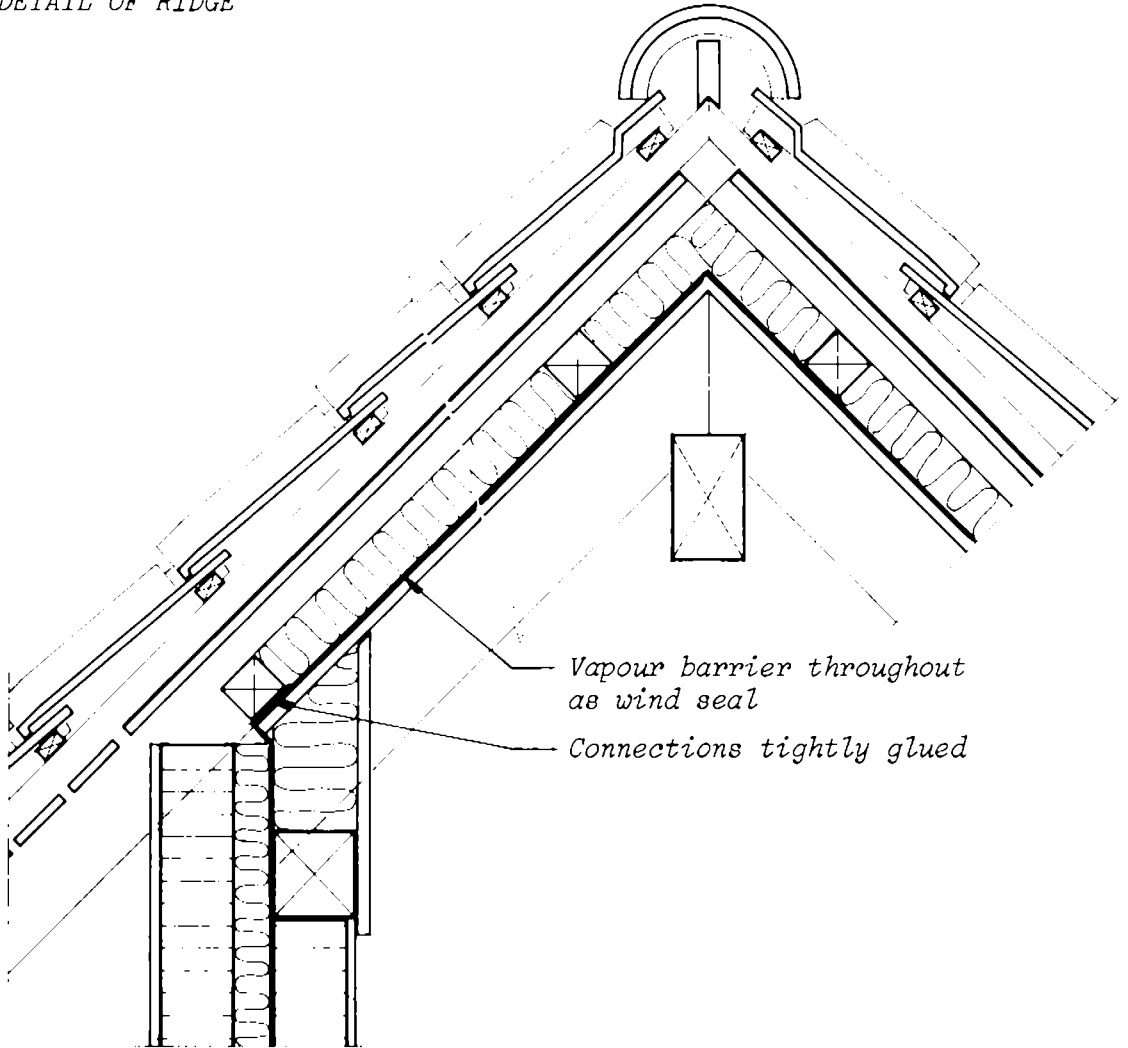 DETAIL OF RIDGE
Vapour barrier throughout
as wind seal
Connections tightly glued